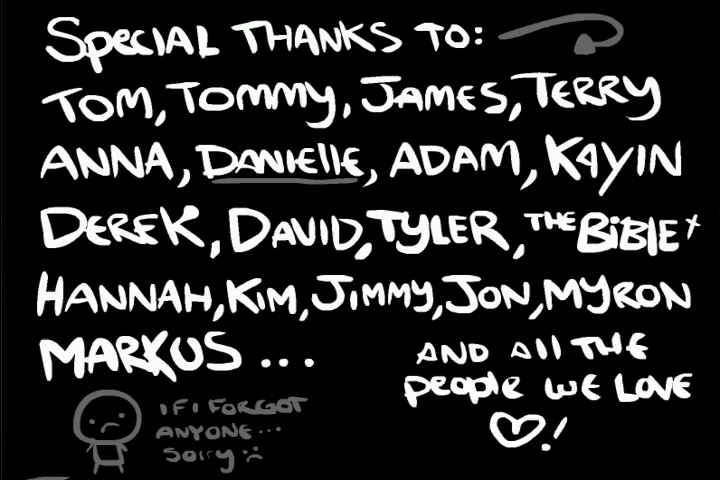 Special THANKS TO:
TOM, TOMMY, JAMES, TERRY
ANNA, DANIElle, ADAM, K4YIN
DEREK, DAVID, TYLER, THE BiBlE
HANNAH, KIM, JIMMY, JON, MYRON
MARKUS ...
AND All THE
people WE LOVE
♡!
IF I FORGOT
ANYONE...
Sorry :(